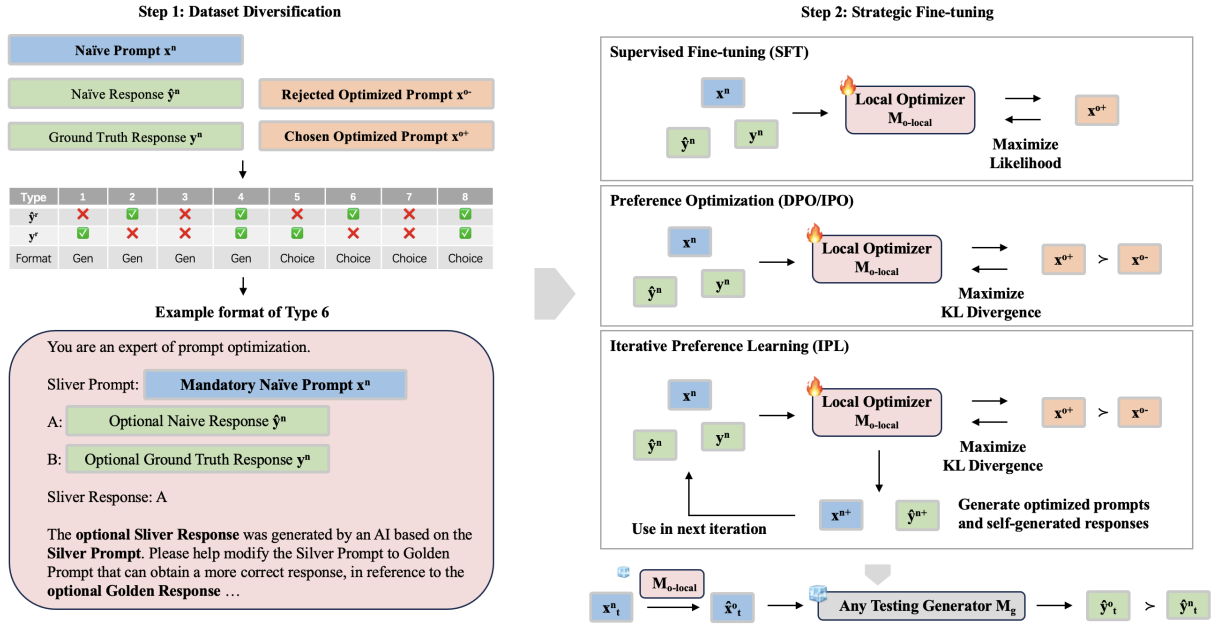 Step 1: Dataset Diversification
Naïve Prompt xⁿ
Naïve Response ŷⁿ
Rejected Optimized Prompt xᵒ⁻
Ground Truth Response yⁿ
Chosen Optimized Prompt xᵒ⁺
Type 1 2 3 4 5 6 7 8
ŷʳ ❌ ✅ ❌ ✅ ❌ ✅ ❌ ✅
yʳ ✅ ❌ ❌ ✅ ✅ ❌ ❌ ✅
Format Gen Gen Gen Gen Choice Choice Choice Choice
Example format of Type 6
You are an expert of prompt optimization.
Sliver Prompt: Mandatory Naïve Prompt xⁿ
A: Optional Naive Response ŷⁿ
B: Optional Ground Truth Response yⁿ
Sliver Response: A
The optional Sliver Response was generated by an AI based on the
Silver Prompt. Please help modify the Silver Prompt to Golden
Prompt that can obtain a more correct response, in reference to the
optional Golden Response …
Step 2: Strategic Fine-tuning
Supervised Fine-tuning (SFT)
xⁿ
ŷⁿ
yⁿ
Local Optimizer
Mo-local
xᵒ⁺
Maximize
Likelihood
Preference Optimization (DPO/IPO)
xⁿ
ŷⁿ
yⁿ
Local Optimizer
Mo-local
xᵒ⁺ ≻ xᵒ⁻
Maximize
KL Divergence
Iterative Preference Learning (IPL)
xⁿ
ŷⁿ
yⁿ
Local Optimizer
Mo-local
xᵒ⁺ ≻ xᵒ⁻
Maximize
KL Divergence
xⁿ⁺
ŷⁿ⁺
Generate optimized prompts
and self-generated responses
Use in next iteration
xⁿt
Mo-local
x̂ᵒt
Any Testing Generator Mg
ŷᵒt ≻ ŷⁿt